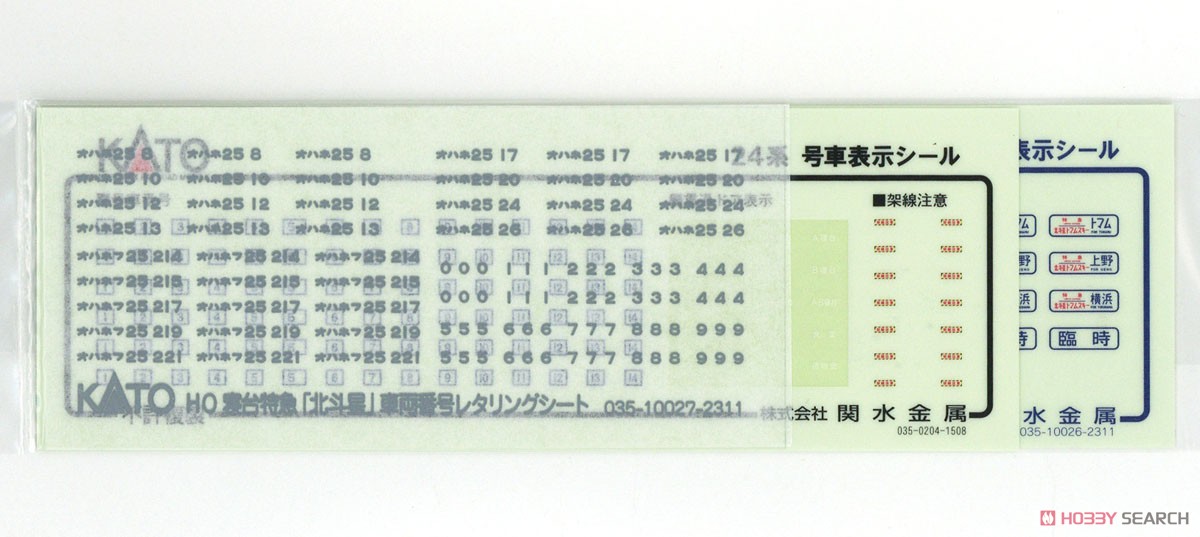 KATO
オハネ25 8 オハネ25 8 オハネ25 8 オハネ25 17 オハネ25 17 オハネ25 17
オハネ25 10 オハネ25 10 オハネ25 10 オハネ25 20 オハネ25 20 オハネ25 20
オハネ25 12 オハネ25 12 オハネ25 12 オハネ25 24 オハネ25 24 オハネ25 24
オハネ25 13 オハネ25 13 オハネ25 13 オハネ25 26 オハネ25 26 オハネ25 26
オハネフ25 214 オハネフ25 214 オハネフ25 214
オハネフ25 215 オハネフ25 215 オハネフ25 215
オハネフ25 217 オハネフ25 217 オハネフ25 217
オハネフ25 219 オハネフ25 219 オハネフ25 219
オハネフ25 221 オハネフ25 221 オハネフ25 221
000 111 222 333 444
000 111 222 333 444
555 666 777 888 999
555 666 777 888 999
KATO HO 寝台特急「北斗星」車両番号レタリングシート 035-10027-2311
不許複製
24系 号車表示シール
■架線注意
株式会社 関水金属
035-0204-1508
表示シール
トマム
上野
横浜
臨時
水金属
035-10026-2311
HOBBY SEARCH